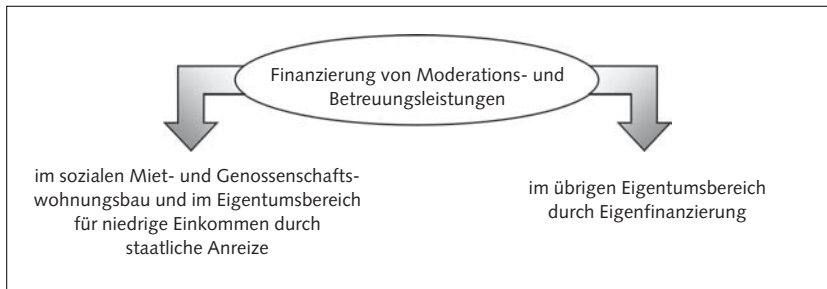 Finanzierung von Moderations- und
Betreuungsleistungen
im sozialen Miet- und Genossenschafts-
wohnungsbau und im Eigentumsbereich
für niedrige Einkommen durch
staatliche Anreize
im übrigen Eigentumsbereich
durch Eigenfinanzierung